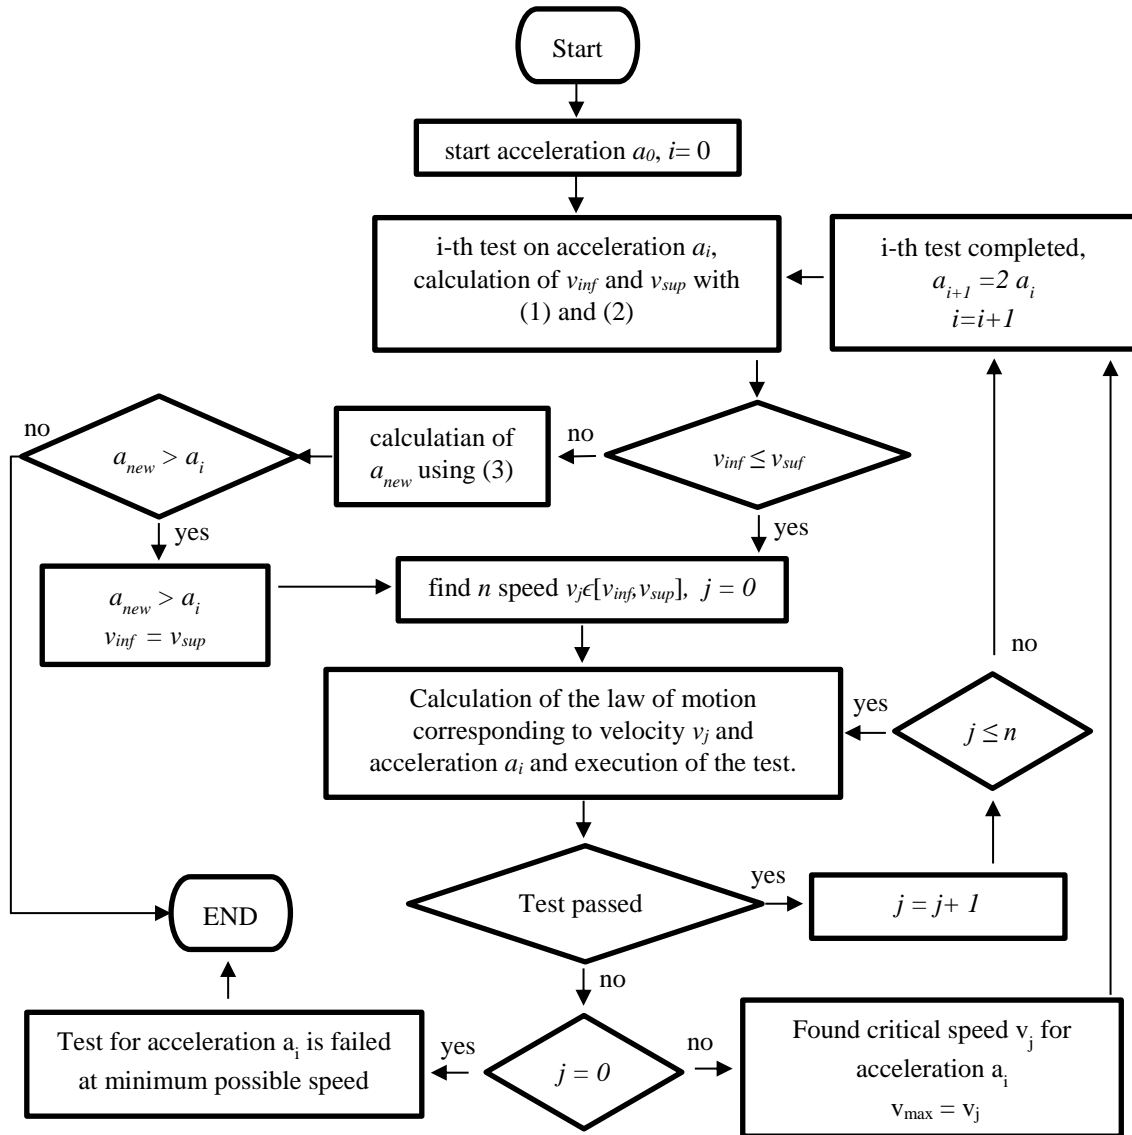 Start
start acceleration a0, i= 0
i-th test on acceleration ai,
calculation of vinf and vsup with
(1) and (2)
i-th test completed,
ai+1 =2 ai
i=i+1
no
anew > ai
calculatian of
anew using (3)
no
vinf ≤ vsuf
yes
yes
anew > ai
vinf = vsup
find n speed vjϵ[vinf,vsup], j = 0
no
Calculation of the law of motion
corresponding to velocity vj and
acceleration ai and execution of the test.
yes
j ≤ n
END
Test passed
yes
j = j+ 1
no
Test for acceleration ai is failed
at minimum possible speed
yes
j = 0
no
Found critical speed vj for
acceleration ai
vmax = vj